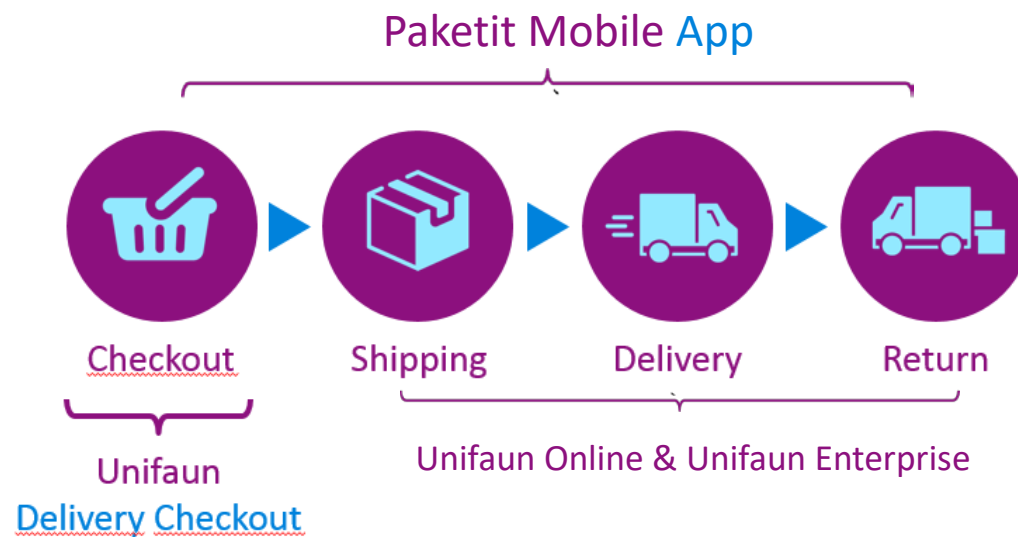 Paketit Mobile App
Checkout
Shipping
Delivery
Return
Unifaun
Delivery Checkout
Unifaun Online & Unifaun Enterprise